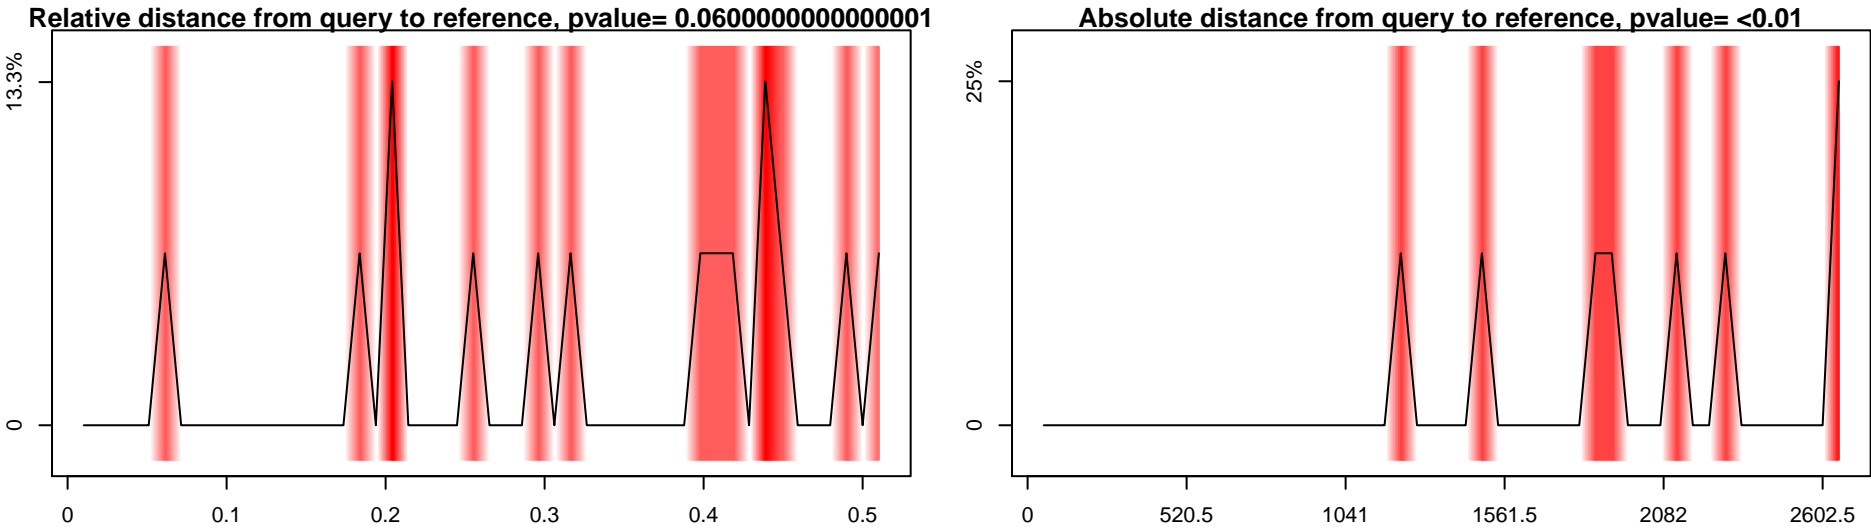 Relative distance from query to reference, pvalue= 0.0600000000000001
13.3%
0
0 0.1 0.2 0.3 0.4 0.5
Absolute distance from query to reference, pvalue= <0.01
25%
0
0 520.5 1041 1561.5 2082 2602.5